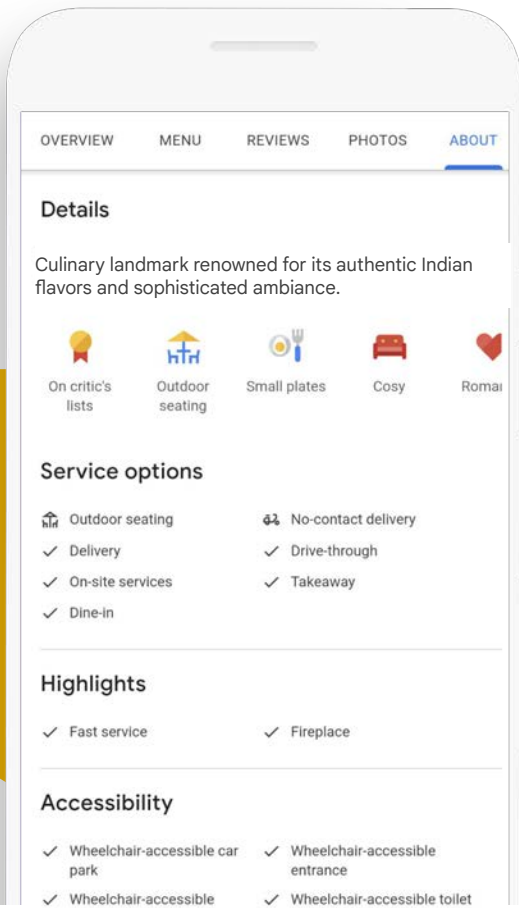 OVERVIEW MENU REVIEWS PHOTOS ABOUT
Details
Culinary landmark renowned for its authentic Indian
flavors and sophisticated ambiance.
On critic's Outdoor Small plates Cosy
lists seating
Service options
Outdoor seating No-contact delivery
Delivery Drive-through
On-site services Takeaway
Dine-in
Highlights
Fast service Fireplace
Accessibility
Wheelchair-accessible car Wheelchair-accessible
park entrance
Wheelchair-accessible Wheelchair-accessible toilet